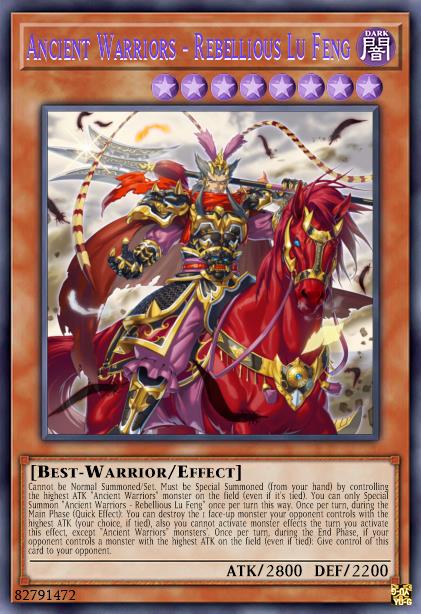 Ancient Warriors - Rebellious Lu Feng
DARK
闇
[Best-Warrior/Effect]
Cannot be Normal Summoned/Set. Must be Special Summoned (from your hand) by controlling
the highest ATK "Ancient Warriors" monster on the field (even if it's tied). You can only Special
Summon "Ancient Warriors - Rebellious Lu Feng" once per turn this way. Once per turn, during the
Main Phase (Quick Effect): You can destroy the 1 face-up monster your opponent controls with the
highest ATK (your choice, if tied), also you cannot activate monster effects the turn you activate
this effect, except "Ancient Warriors" monsters'. Once per turn, during the End Phase, if your
opponent controls a monster with the highest ATK on the field (even if tied): Give control of this
card to your opponent.
ATK/2800 DEF/2200
82791472